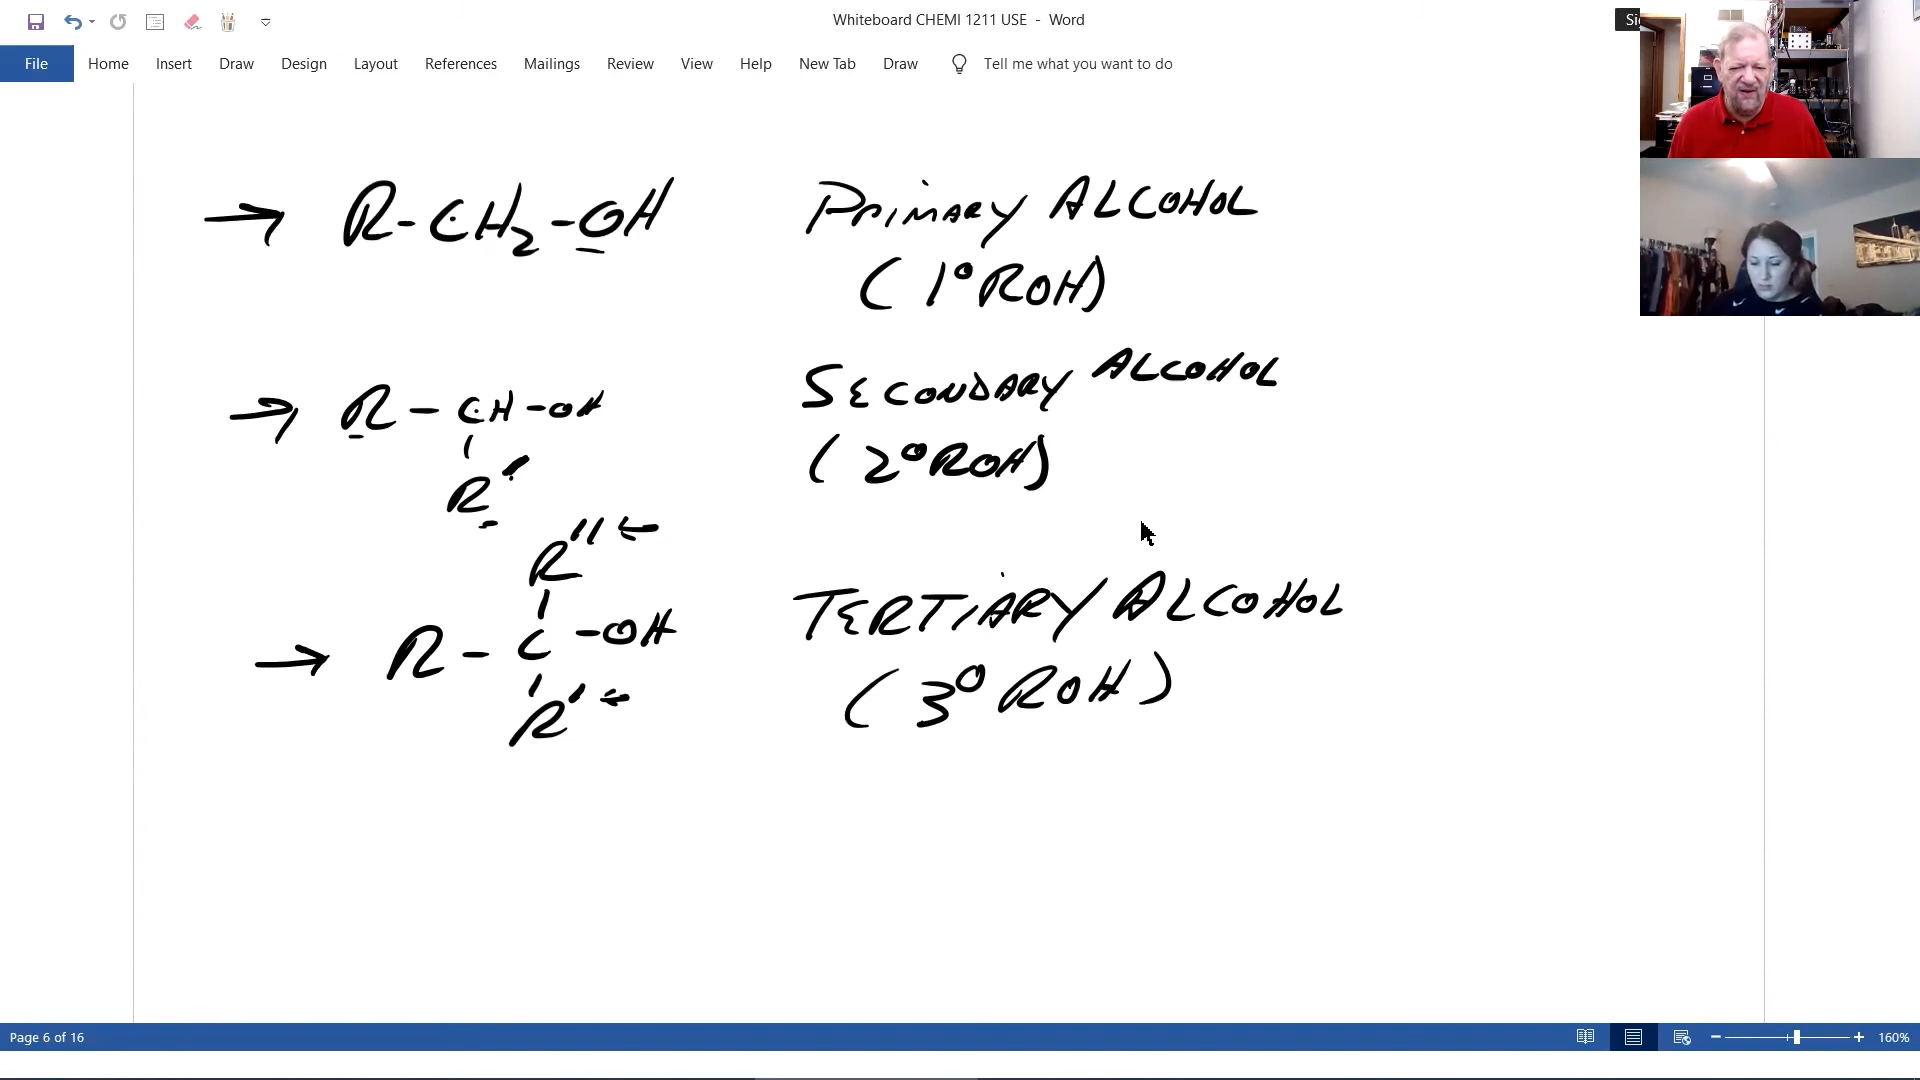 Whiteboard CHEMI 1211 USE - Word
File Home Insert Draw Design Layout References Mailings Review View Help New Tab Draw Tell me what you want to do
→ R-CH2-OH PRIMARY ALCOHOL
(1° ROH)
→ R-CH-OH SECONDARY ALCOHOL
R' (2° ROH)
R'' ←
→ R-C-OH TERTIARY ALCOHOL
R' ← (3° ROH)
Page 6 of 16 160%